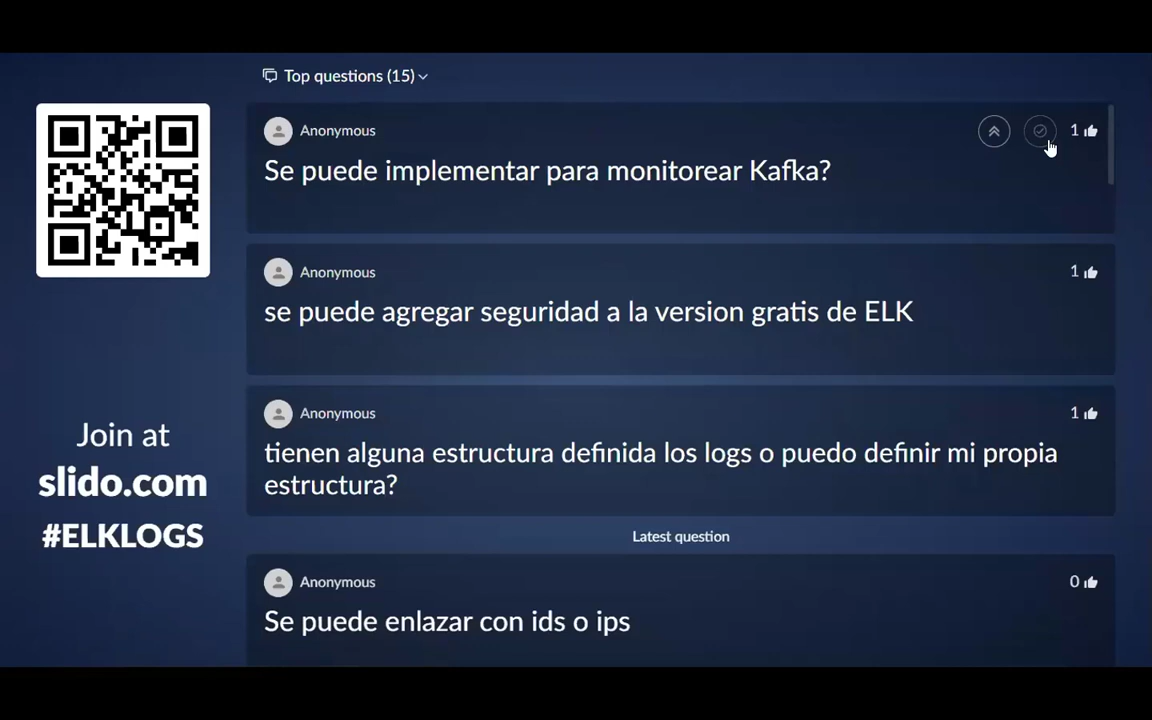 Top questions (15)
Anonymous
1
Se puede implementar para monitorear Kafka?
Anonymous
1
se puede agregar seguridad a la version gratis de ELK
Anonymous
1
tienen alguna estructura definida los logs o puedo definir mi propia
estructura?
Latest question
Anonymous
0
Se puede enlazar con ids o ips
Join at
slido.com
#ELKLOGS